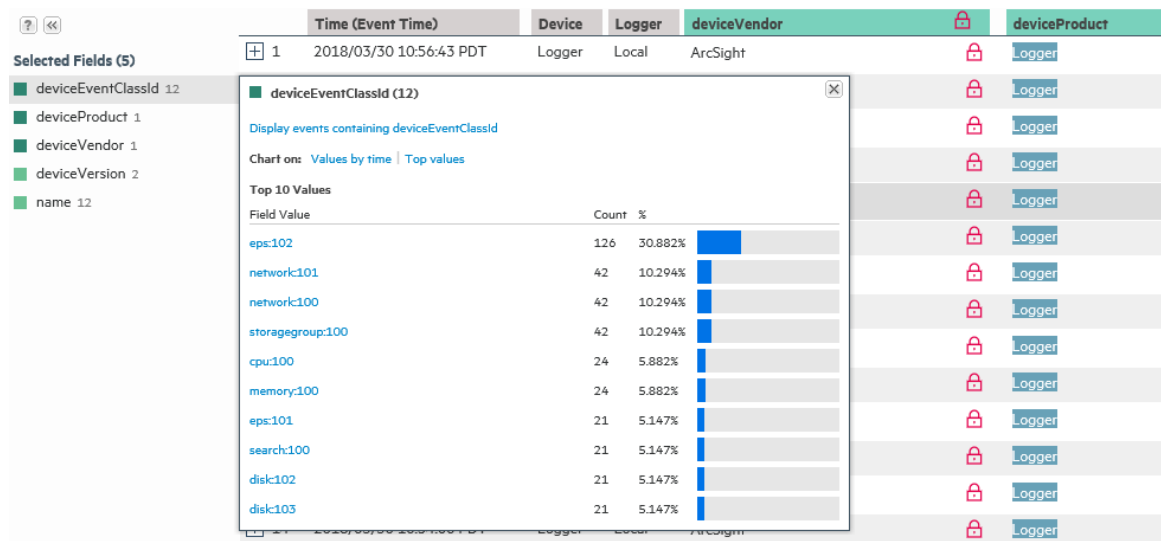 ? «
Time (Event Time) Device Logger deviceVendor deviceProduct
1 2018/03/30 10:56:43 PDT Logger Local ArcSight Logger
Selected Fields (5)
deviceEventClassId 12
deviceProduct 1
deviceVendor 1
deviceVersion 2
name 12
deviceEventClassId (12)
Display events containing deviceEventClassId
Chart on: Values by time | Top values
Top 10 Values
Field Value Count %
eps:102 126 30.882%
network:101 42 10.294%
network:100 42 10.294%
storagegroup:100 42 10.294%
cpu:100 24 5.882%
memory:100 24 5.882%
eps:101 21 5.147%
search:100 21 5.147%
disk:102 21 5.147%
disk:103 21 5.147%
Logger
Logger
Logger
Logger
Logger
Logger
Logger
Logger
Logger
Logger
Logger
Logger
Logger